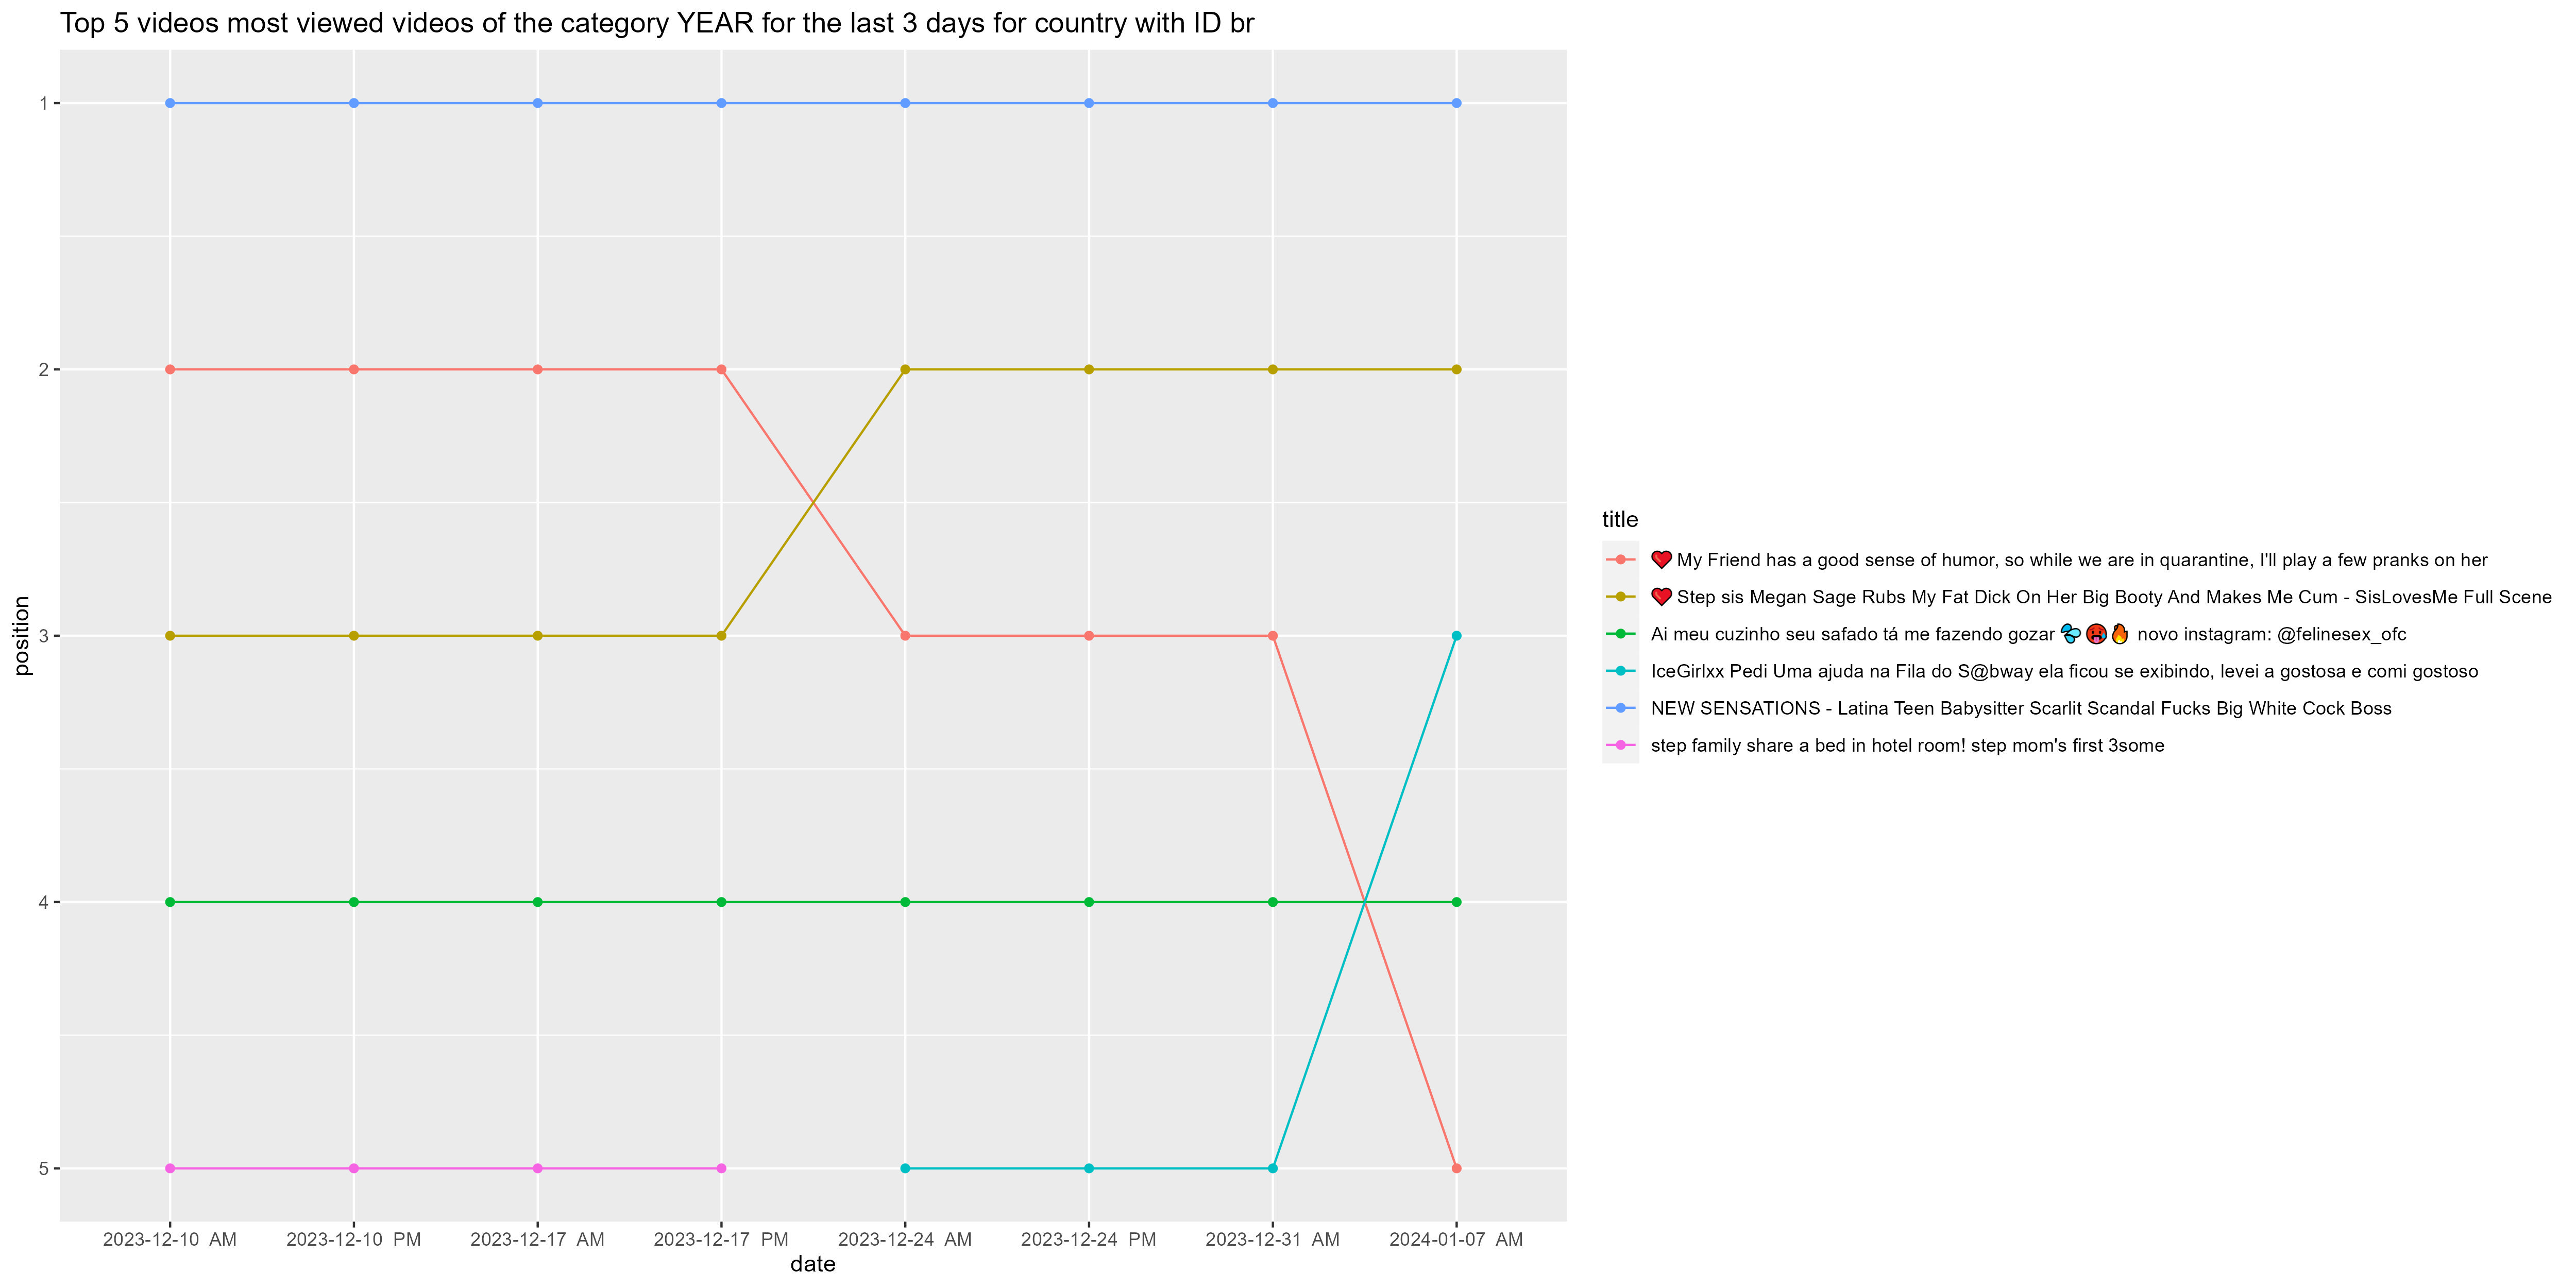 Top 5 videos most viewed videos of the category YEAR for the last 3 days for country with ID br
1
2
3
4
5
position
2023-12-10 AM
2023-12-10 PM
2023-12-17 AM
2023-12-17 PM
2023-12-24 AM
2023-12-24 PM
2023-12-31 AM
2024-01-07 AM
date
title
❤️ My Friend has a good sense of humor, so while we are in quarantine, I'll play a few pranks on her
❤️ Step sis Megan Sage Rubs My Fat Dick On Her Big Booty And Makes Me Cum - SisLovesMe Full Scene
Ai meu cuzinho seu safado tá me fazendo gozar 💦🥵🔥 novo instagram: @felinesex_ofc
IceGirlxx Pedi Uma ajuda na Fila do S@bway ela ficou se exibindo, levei a gostosa e comi gostoso
NEW SENSATIONS - Latina Teen Babysitter Scarlit Scandal Fucks Big White Cock Boss
step family share a bed in hotel room! step mom's first 3some